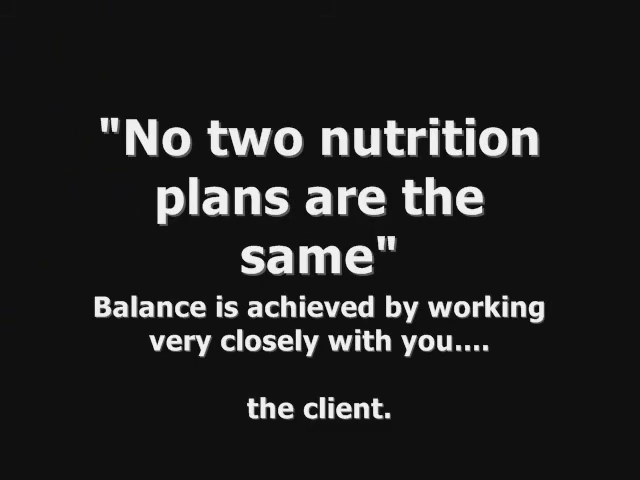 "No two nutrition
plans are the
same"
Balance is achieved by working
very closely with you....
the client.